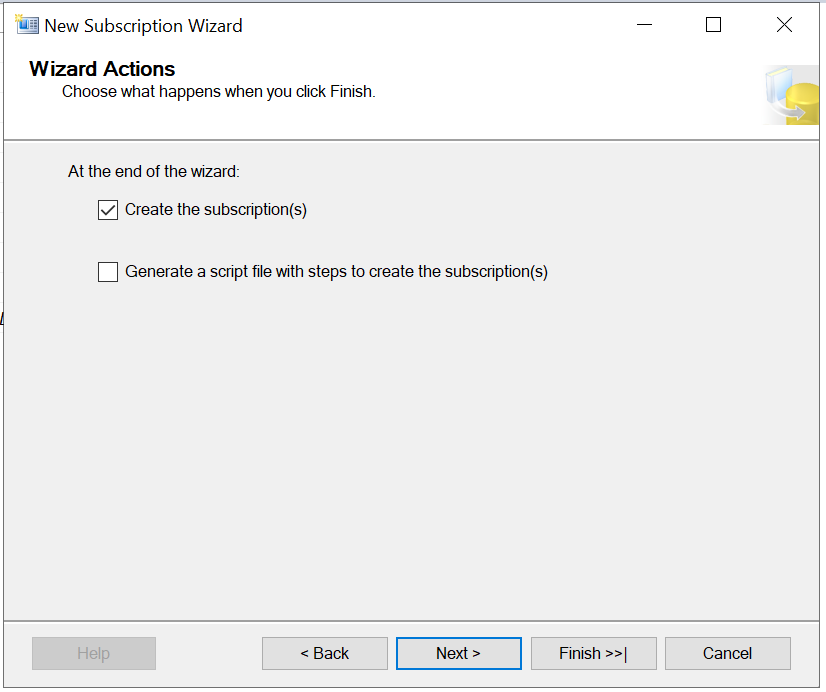 New Subscription Wizard
Wizard Actions
Choose what happens when you click Finish.
At the end of the wizard:
Create the subscription(s)
Generate a script file with steps to create the subscription(s)
Help
< Back
Next >
Finish >>|
Cancel